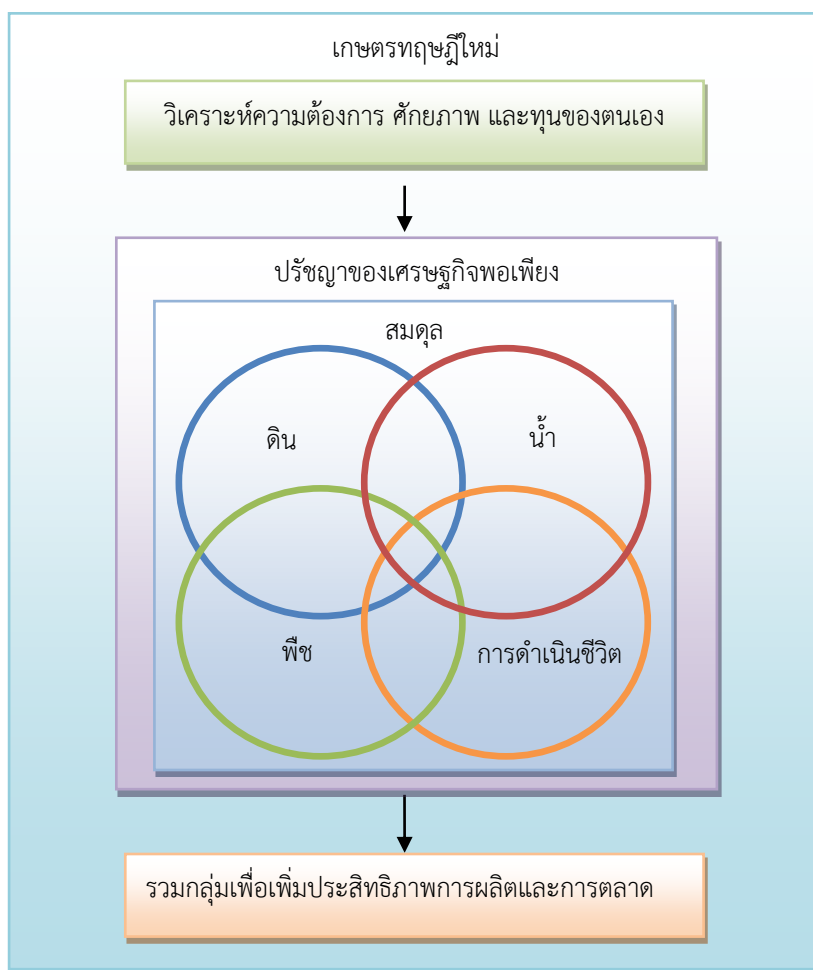 เกษตรทฤษฎีใหม่
วิเคราะห์ความต้องการ ศักยภาพ และทุนของตนเอง
ปรัชญาของเศรษฐกิจพอเพียง
สมดุล
ดิน
น้ำ
พืช
การดำเนินชีวิต
รวมกลุ่มเพื่อเพิ่มประสิทธิภาพการผลิตและการตลาด